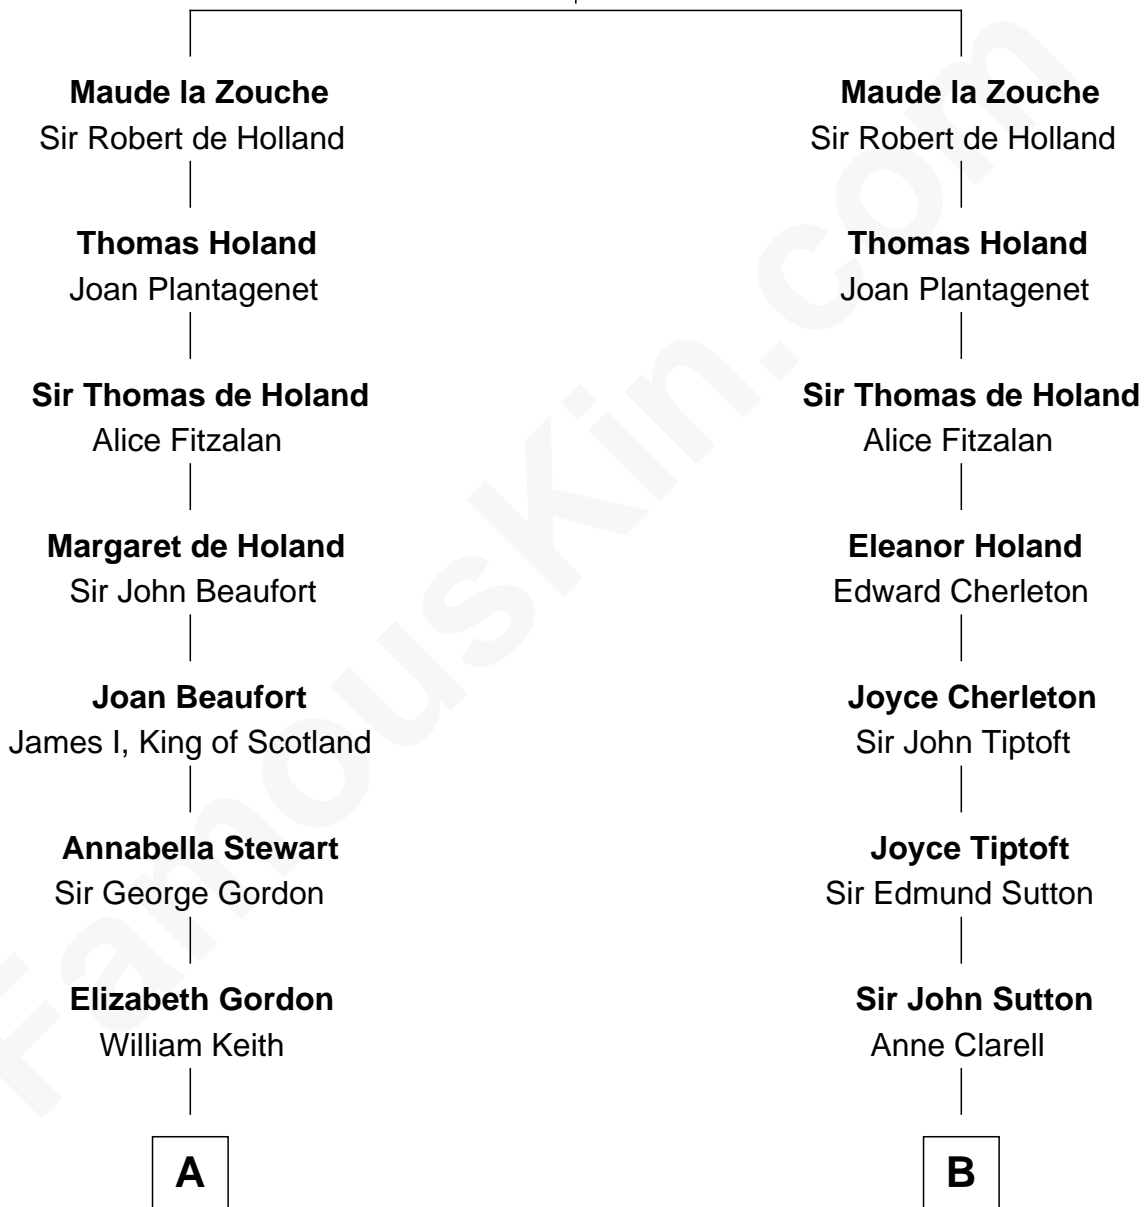 Maude la Zouche
Sir Robert de Holland
Thomas Holand
Joan Plantagenet
Sir Thomas de Holand
Alice Fitzalan
Margaret de Holand
Sir John Beaufort
Joan Beaufort
James I, King of Scotland
Annabella Stewart
Sir George Gordon
Elizabeth Gordon
William Keith
A
Maude la Zouche
Sir Robert de Holland
Thomas Holand
Joan Plantagenet
Sir Thomas de Holand
Alice Fitzalan
Eleanor Holand
Edward Cherleton
Joyce Cherleton
Sir John Tiptoft
Joyce Tiptoft
Sir Edmund Sutton
Sir John Sutton
Anne Clarell
B
FamousKin.com